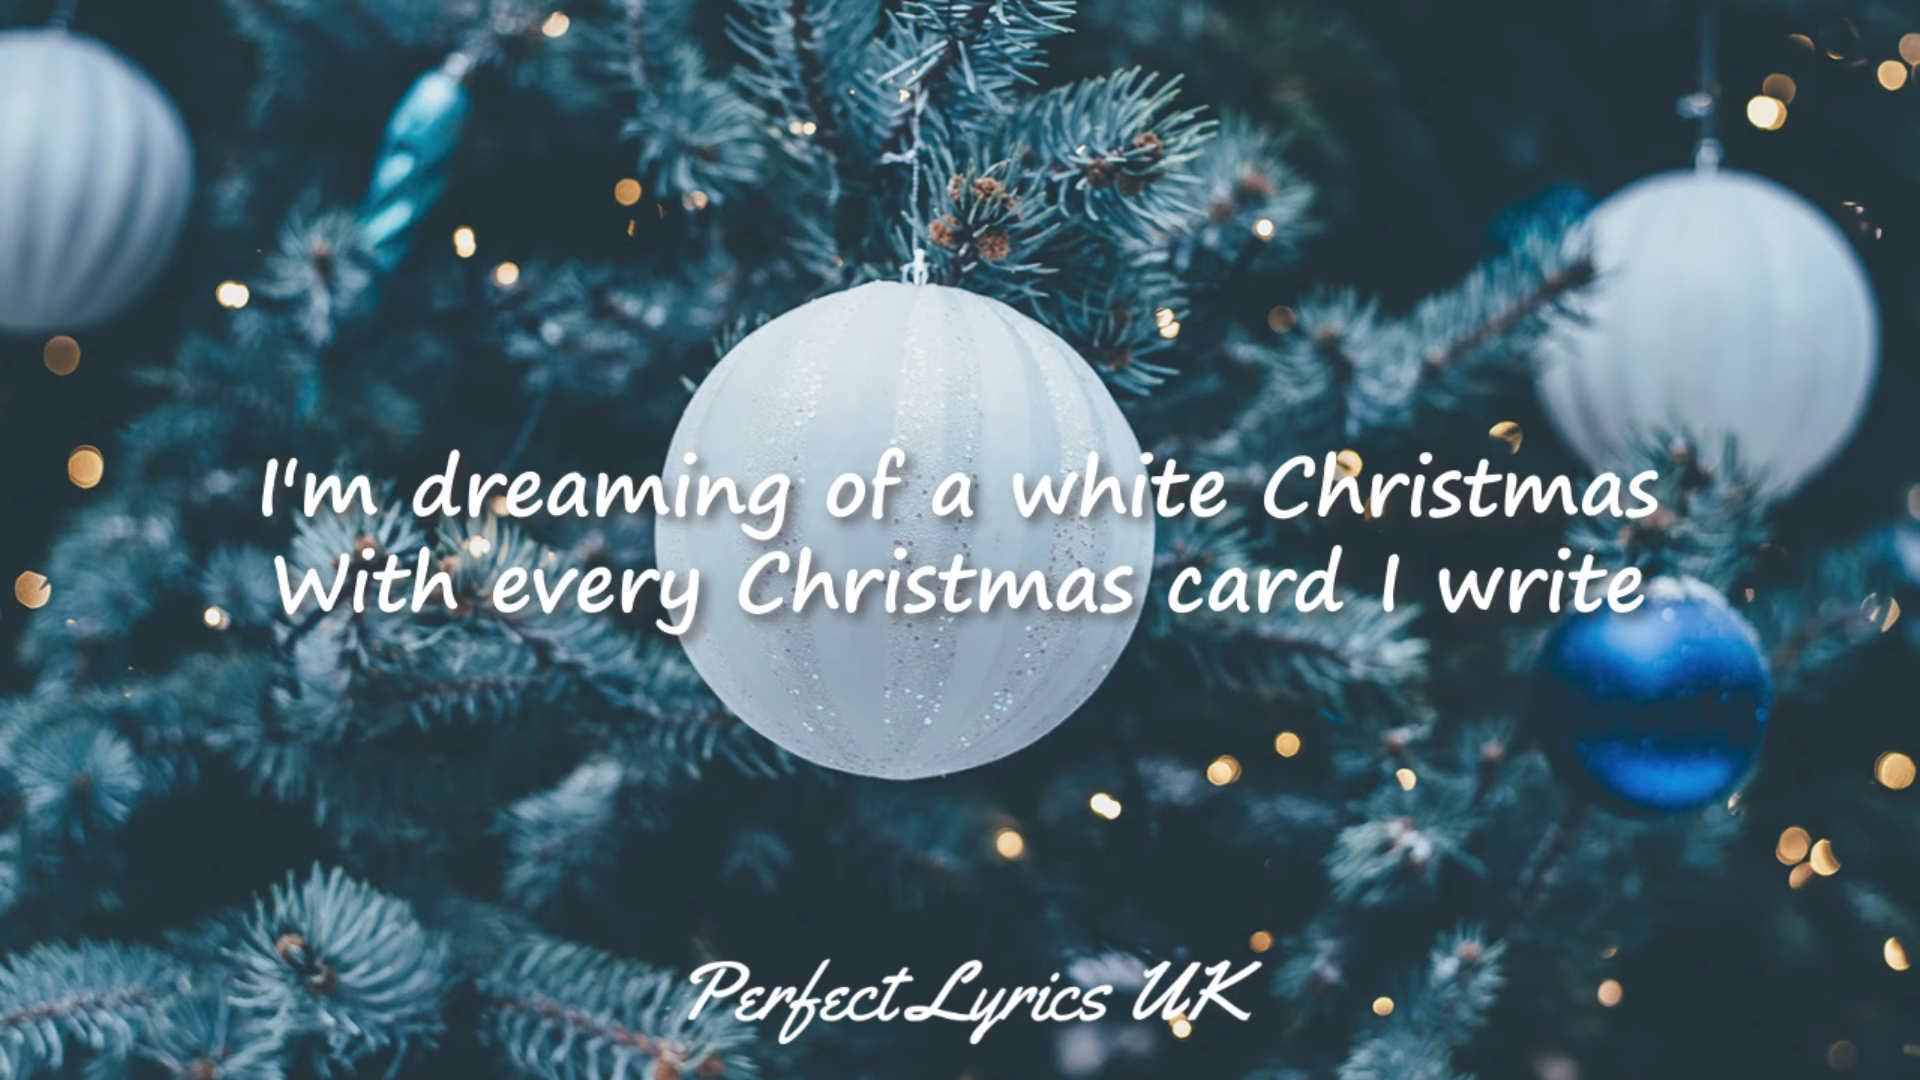 I'm dreaming of a white Christmas
With every Christmas card I write
PerfectLyrics UK